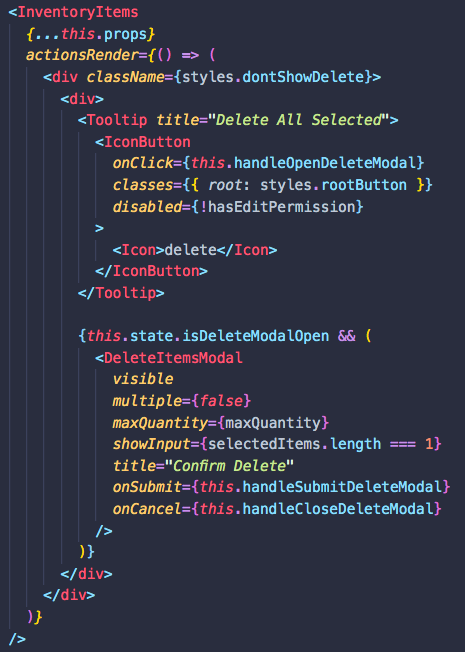 <InventoryItems
  {...this.props}
  actionsRender={() => (
    <div className={styles.dontShowDelete}>
      <div>
        <Tooltip title="Delete All Selected">
          <IconButton
            onClick={this.handleOpenDeleteModal}
            classes={{ root: styles.rootButton }}
            disabled={!hasEditPermission}
          >
            <Icon>delete</Icon>
          </IconButton>
        </Tooltip>

        {this.state.isDeleteModalOpen && (
          <DeleteItemsModal
            visible
            multiple={false}
            maxQuantity={maxQuantity}
            showInput={selectedItems.length === 1}
            title="Confirm Delete"
            onSubmit={this.handleSubmitDeleteModal}
            onCancel={this.handleCloseDeleteModal}
          />
        )}
      </div>
    </div>
  )}
/>